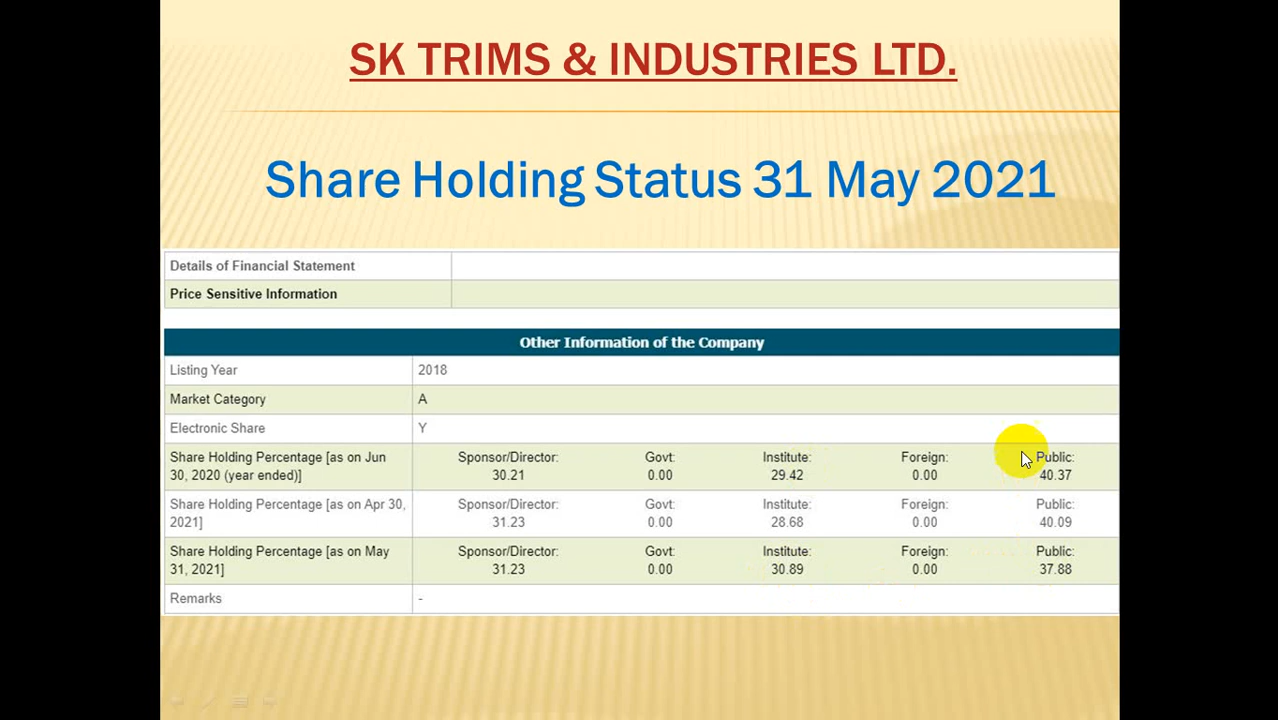 SK TRIMS & INDUSTRIES LTD.
Share Holding Status 31 May 2021
Details of Financial Statement
Price Sensitive Information
Other Information of the Company
Listing Year 2018
Market Category A
Electronic Share Y
Share Holding Percentage [as on Jun Sponsor/Director: Govt: Institute: Foreign: Public:
30, 2020 (year ended)] 30.21 0.00 29.42 0.00 40.37
Share Holding Percentage [as on Apr 30, Sponsor/Director: Govt: Institute: Foreign: Public:
2021] 31.23 0.00 28.68 0.00 40.09
Share Holding Percentage [as on May Sponsor/Director: Govt: Institute: Foreign: Public:
31, 2021] 31.23 0.00 30.89 0.00 37.88
Remarks -